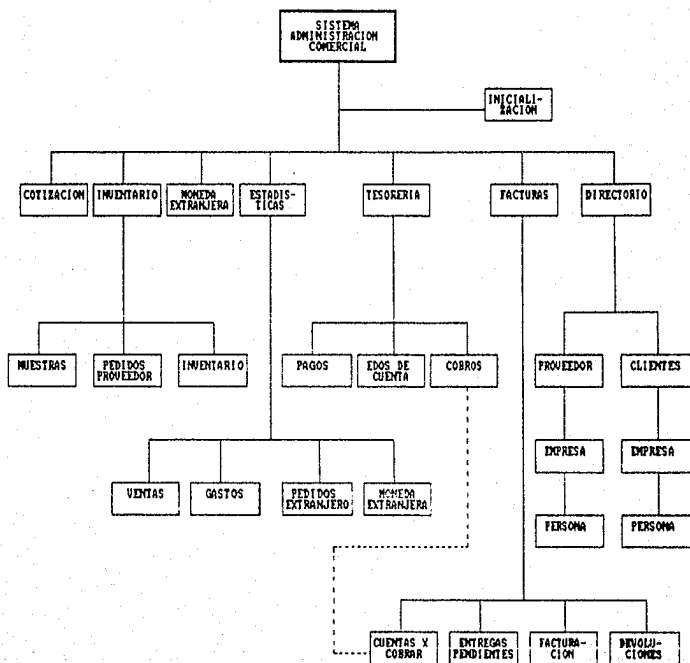 SISTEMA
ADMINISTRACION
COMERCIAL
INICIALI-
ZACION
COTIZACION
INVENTARIO
MONEDA
EXTRANJERA
ESTADIS-
TICAS
TESORERIA
FACTURAS
DIRECTORIO
MUESTRAS
PEDIDOS
PROVEEDOR
INVENTARIO
PAGOS
EDOS DE
CUENTA
COBROS
PROVEEDOR
CLIENTES
EMPRESA
EMPRESA
VENTAS
GASTOS
PEDIDOS
EXTRANJERO
MONEDA
EXTRANJERA
PERSONA
PERSONA
CUENTAS X
COBRAR
ENTREGAS
PENDIENTES
FACTURA-
CION
DEVOLU-
CIONES